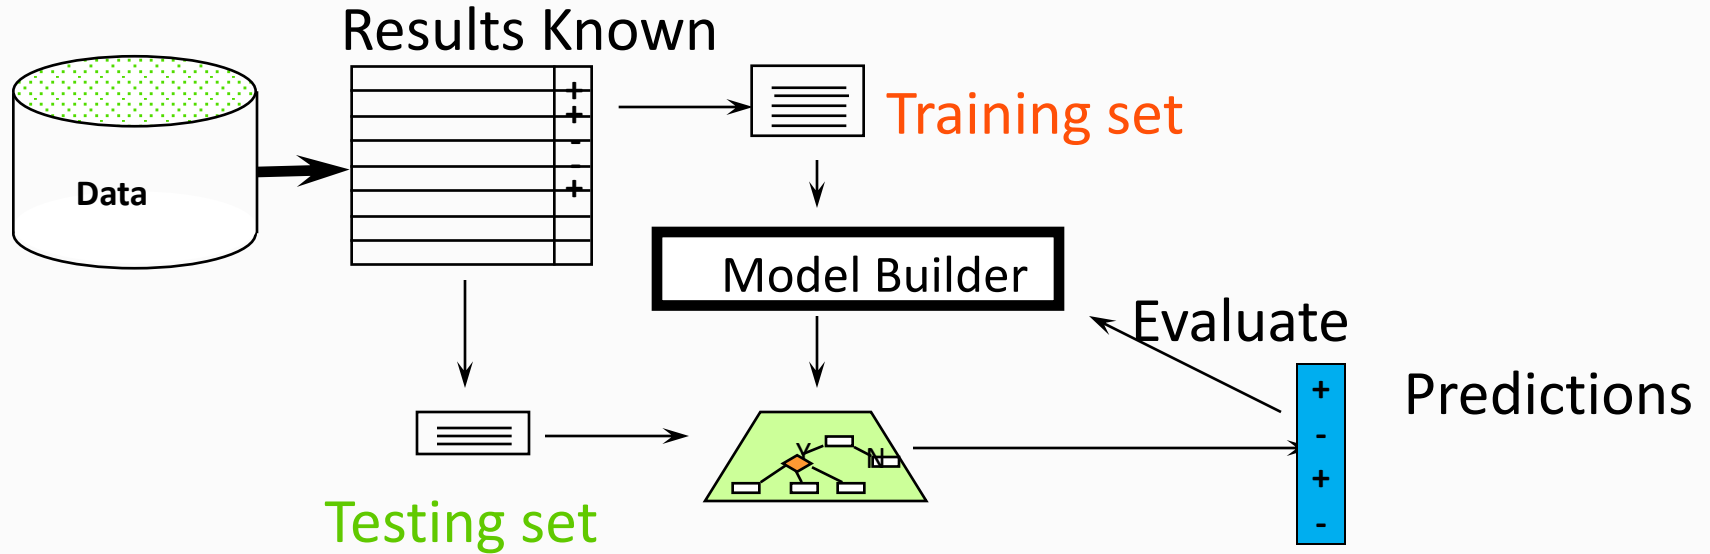 Results Known
+
+
-
-
+
Training set
Data
Model Builder
Evaluate
Predictions
+
-
+
-
Y
N
Testing set